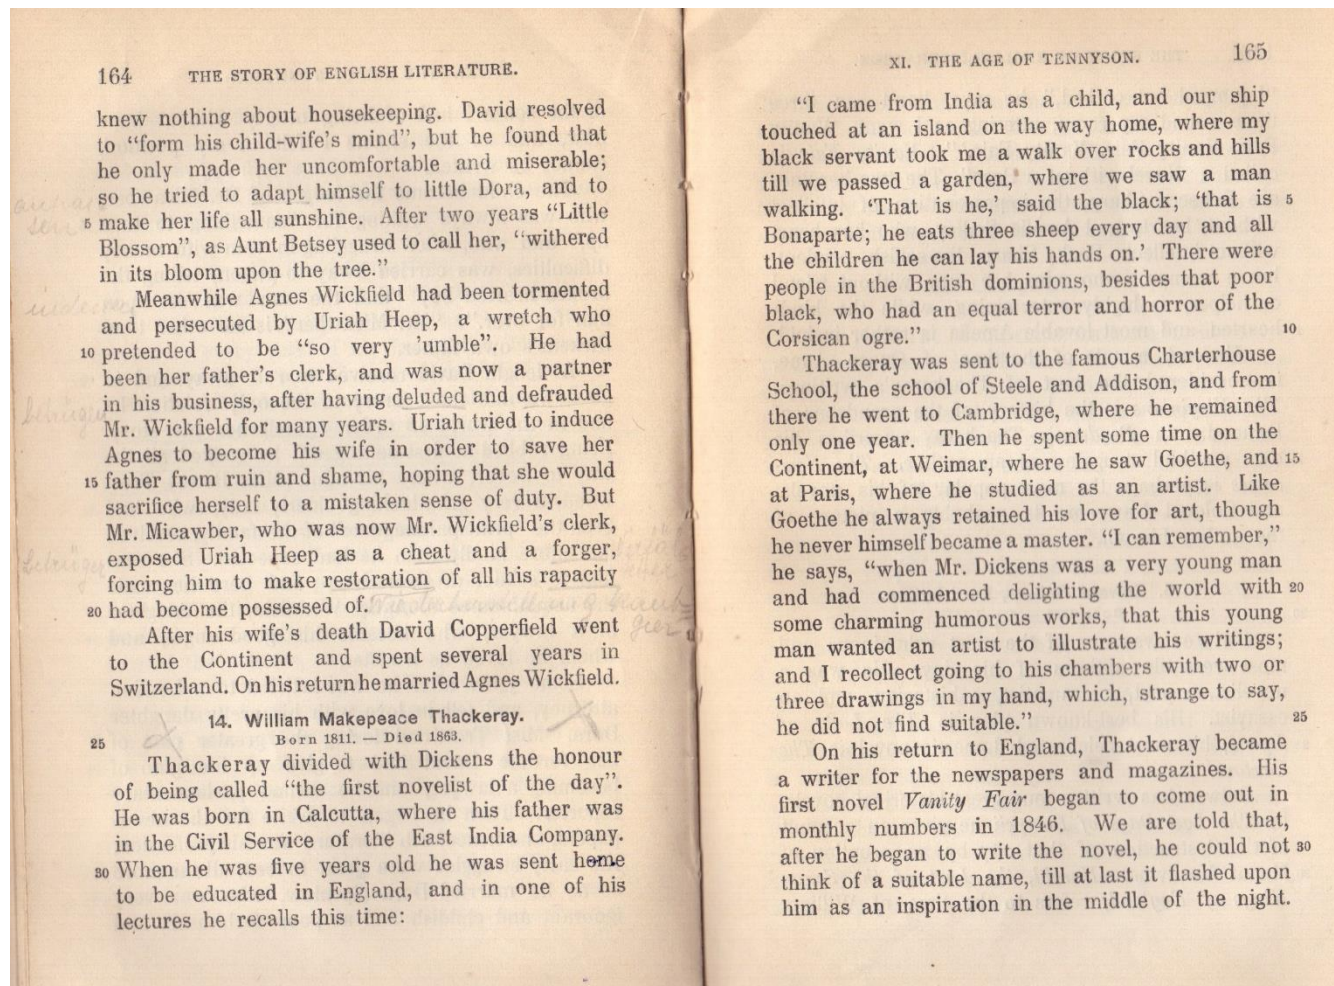 164 THE STORY OF ENGLISH LITERATURE.
knew nothing about housekeeping. David resolved
to “form his child-wife’s mind”, but he found that
he only made her uncomfortable and miserable;
so he tried to adapt himself to little Dora, and to
5 make her life all sunshine. After two years “Little
Blossom”, as Aunt Betsey used to call her, “withered
in its bloom upon the tree.”
Meanwhile Agnes Wickfield had been tormented
and persecuted by Uriah Heep, a wretch who
10 pretended to be “so very ’umble”. He had
been her father’s clerk, and was now a partner
in his business, after having deluded and defrauded
Mr. Wickfield for many years. Uriah tried to induce
Agnes to become his wife in order to save her
15 father from ruin and shame, hoping that she would
sacrifice herself to a mistaken sense of duty. But
Mr. Micawber, who was now Mr. Wickfield’s clerk,
exposed Uriah Heep as a cheat and a forger,
forcing him to make restoration of all his rapacity
20 had become possessed of.
After his wife’s death David Copperfield went
to the Continent and spent several years in
Switzerland. On his return he married Agnes Wickfield.
14. William Makepeace Thackeray.
25 Born 1811. — Died 1863.
Thackeray divided with Dickens the honour
of being called “the first novelist of the day”.
He was born in Calcutta, where his father was
in the Civil Service of the East India Company.
30 When he was five years old he was sent home
to be educated in England, and in one of his
lectures he recalls this time:
XI. THE AGE OF TENNYSON. 165
“I came from India as a child, and our ship
touched at an island on the way home, where my
black servant took me a walk over rocks and hills
till we passed a garden, where we saw a man
walking. ‘That is he,’ said the black; ‘that is 5
Bonaparte; he eats three sheep every day and all
the children he can lay his hands on.’ There were
people in the British dominions, besides that poor
black, who had an equal terror and horror of the
Corsican ogre.” 10
Thackeray was sent to the famous Charterhouse
School, the school of Steele and Addison, and from
there he went to Cambridge, where he remained
only one year. Then he spent some time on the
Continent, at Weimar, where he saw Goethe, and 15
at Paris, where he studied as an artist. Like
Goethe he always retained his love for art, though
he never himself became a master. “I can remember,”
he says, “when Mr. Dickens was a very young man
and had commenced delighting the world with 20
some charming humorous works, that this young
man wanted an artist to illustrate his writings;
and I recollect going to his chambers with two or
three drawings in my hand, which, strange to say,
he did not find suitable.” 25
On his return to England, Thackeray became
a writer for the newspapers and magazines. His
first novel Vanity Fair began to come out in
monthly numbers in 1846. We are told that,
after he began to write the novel, he could not 30
think of a suitable name, till at last it flashed upon
him as an inspiration in the middle of the night.